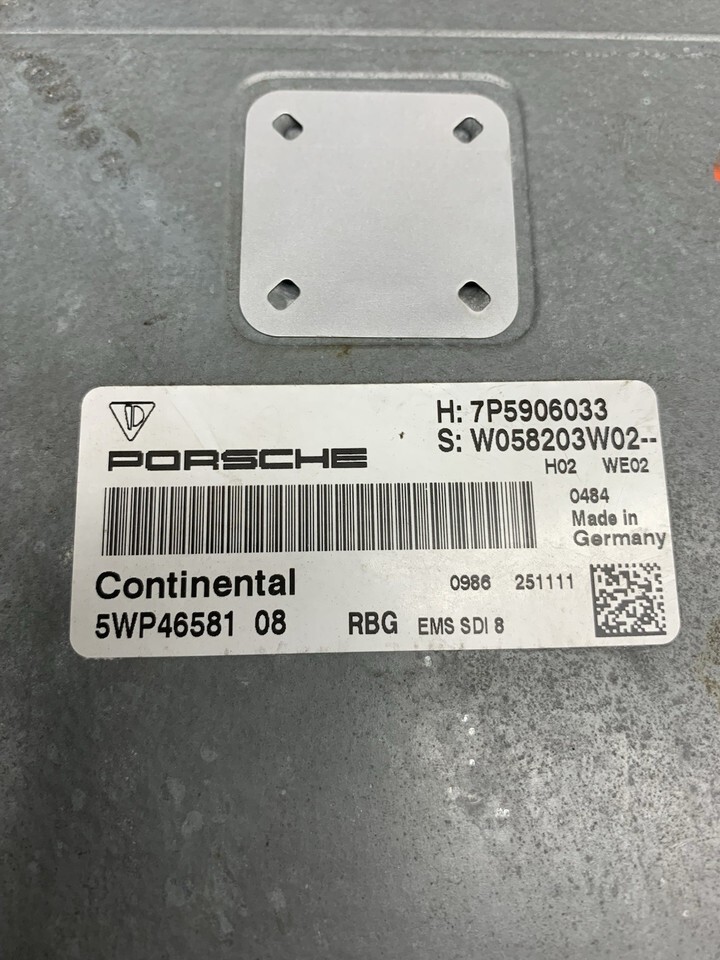 PORSCHE
H: 7P5906033
S: W058203W02--
H02 WE02
0484
Made in
Germany
Continental
0986 251111
5WP46581 08 RBG EMS SDI 8